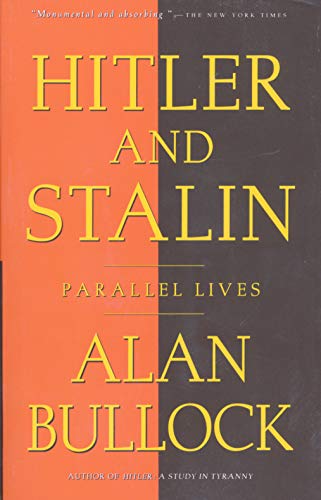 "Monumental and absorbing."—THE NEW YORK TIMES
HITLER
AND
STALIN
PARALLEL LIVES
ALAN
BULLOCK
AUTHOR OF HITLER: A STUDY IN TYRANNY